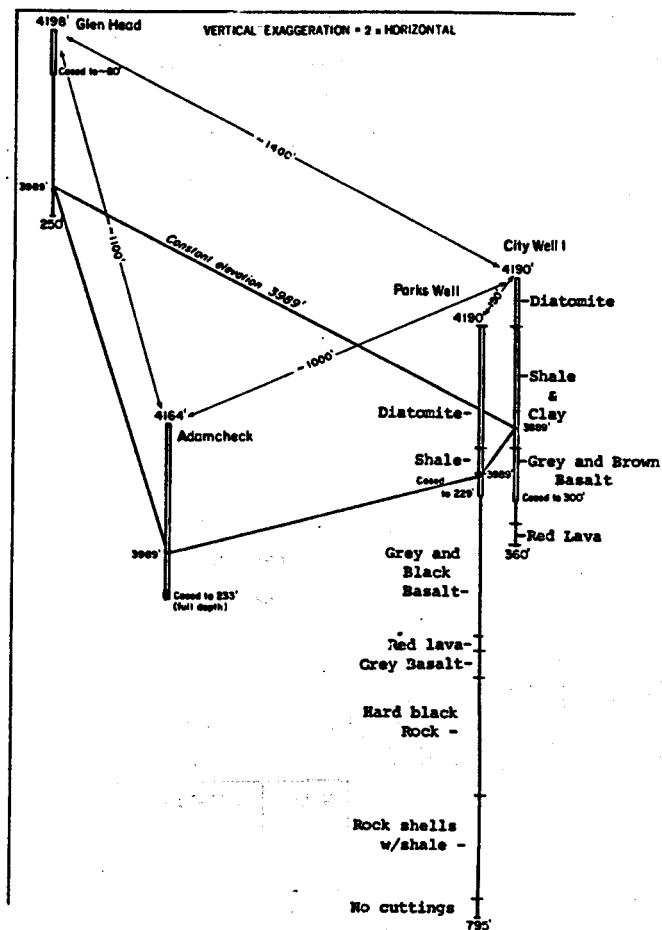 4198'
Glen Head
VERTICAL EXAGGERATION = 2 x HORIZONTAL
Cased to ~80'
~1400'
3989'
250'
~1100'
Constant elevation 3989'
City Well 1
4190'
Parks Well
~150'
4190'
Diatomite
~1000'
Shale
&
Clay
4164'
Adamcheck
Diatomite
3989'
Shale
3989'
Grey and Brown
Basalt
Cased
to 229'
Cased to 300'
Red Lava
360'
3989'
Grey and
Black
Basalt
Cased to 233'
(full depth)
Red lava
Grey Basalt
Hard black
Rock
Rock shells
w/shale
No cuttings
795'